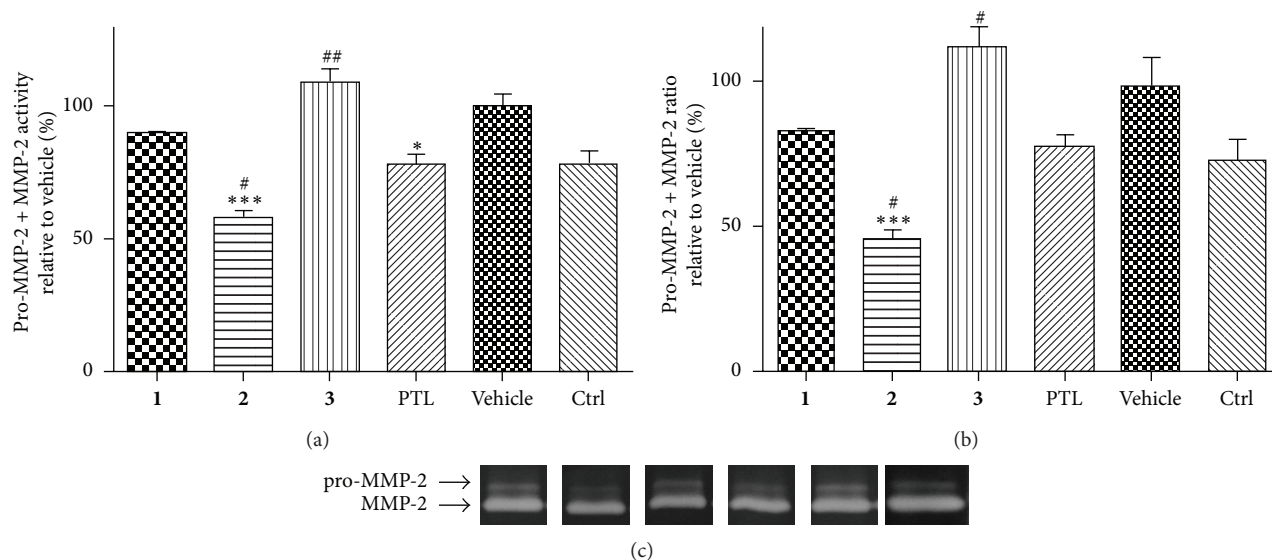 Pro-MMP-2 + MMP-2 activity
relative to vehicle (%)
100
50
0
##
#
***
*
1
2
3
PTL
Vehicle
Ctrl
(a)
Pro-MMP-2 + MMP-2 ratio
relative to vehicle (%)
100
50
0
#
#
***
1
2
3
PTL
Vehicle
Ctrl
(b)
pro-MMP-2
MMP-2
(c)